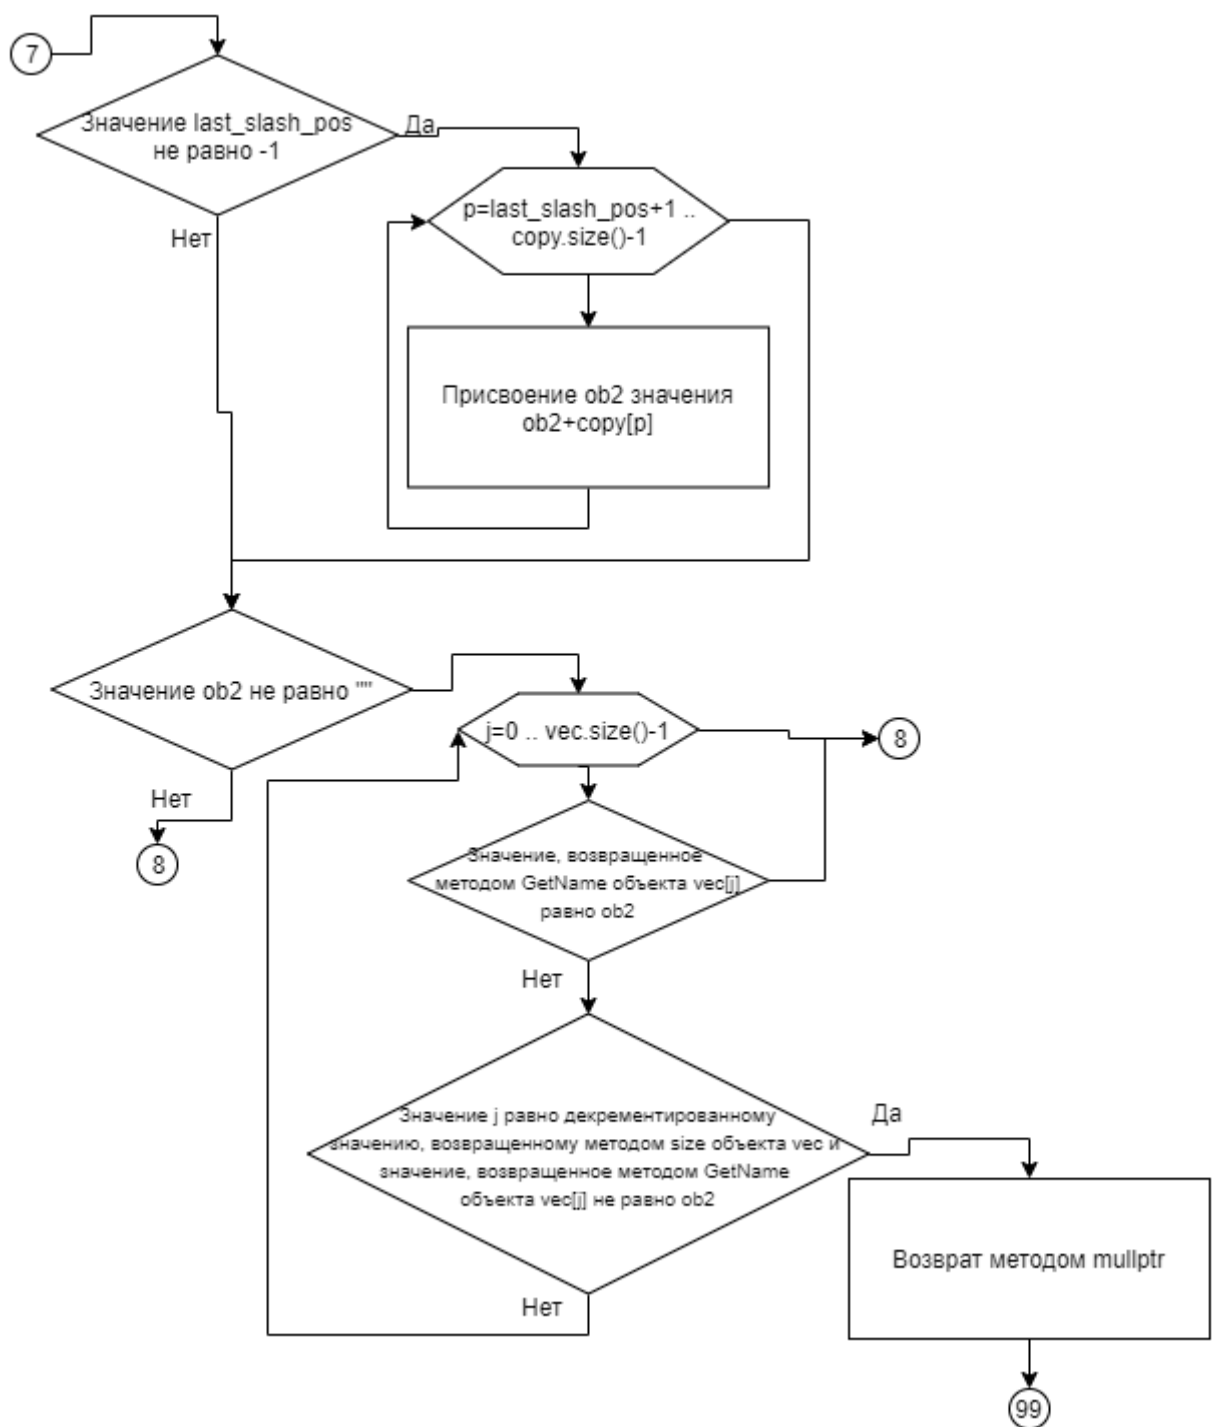 7
Значение last_slash_pos
не равно -1
Да
Нет
p=last_slash_pos+1 ..
copy.size()-1
Присвоение ob2 значения
ob2+copy[p]
Значение ob2 не равно ""
Нет
8
j=0 .. vec.size()-1
8
Значение, возвращенное
методом GetName объекта vec[j]
равно ob2
Нет
Значение j равно декрементированному
значению, возвращенному методом size объекта vec и
значение, возвращенное методом GetName
объекта vec[j] не равно ob2
Да
Нет
Возврат методом mullptr
99